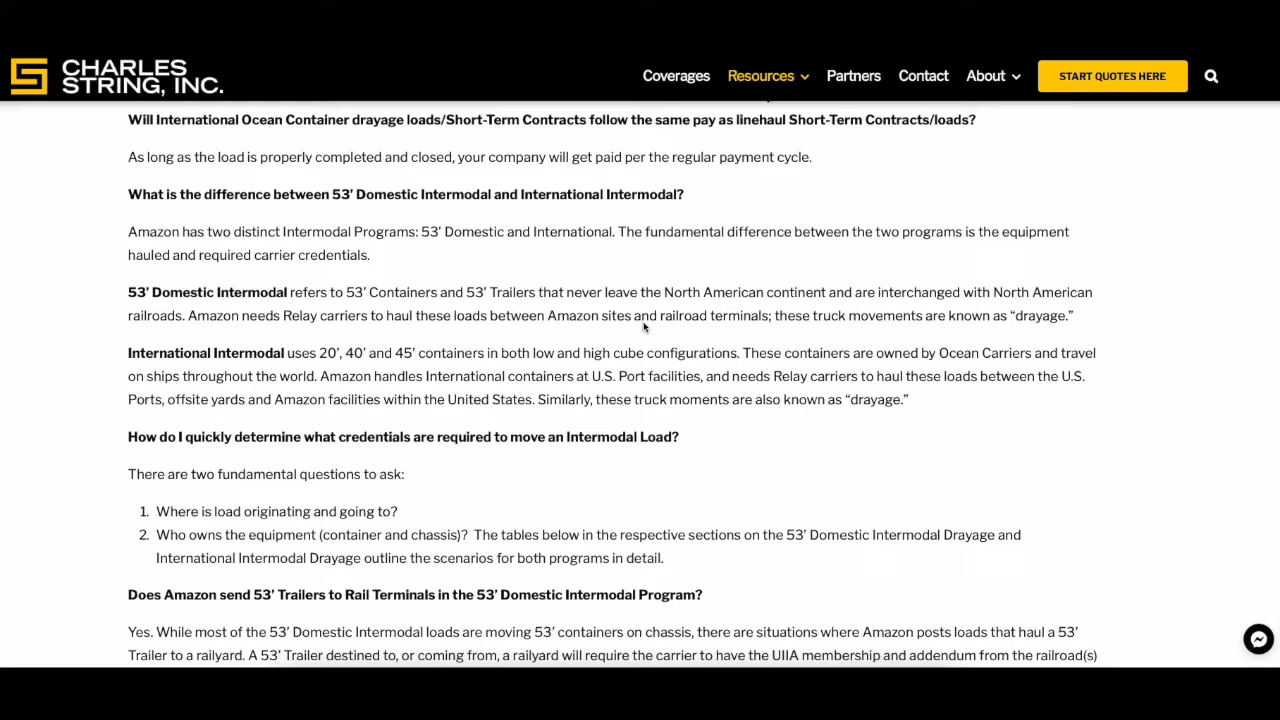 CHARLES
STRING, INC.
Coverages Resources Partners Contact About START QUOTES HERE
Will International Ocean Container drayage loads/Short-Term Contracts follow the same pay as linehaul Short-Term Contracts/loads?
As long as the load is properly completed and closed, your company will get paid per the regular payment cycle.
What is the difference between 53’ Domestic Intermodal and International Intermodal?
Amazon has two distinct Intermodal Programs: 53’ Domestic and International. The fundamental difference between the two programs is the equipment
hauled and required carrier credentials.
53’ Domestic Intermodal refers to 53’ Containers and 53’ Trailers that never leave the North American continent and are interchanged with North American
railroads. Amazon needs Relay carriers to haul these loads between Amazon sites and railroad terminals; these truck movements are known as “drayage.”
International Intermodal uses 20’, 40’ and 45’ containers in both low and high cube configurations. These containers are owned by Ocean Carriers and travel
on ships throughout the world. Amazon handles International containers at U.S. Port facilities, and needs Relay carriers to haul these loads between the U.S.
Ports, offsite yards and Amazon facilities within the United States. Similarly, these truck moments are also known as “drayage.”
How do I quickly determine what credentials are required to move an Intermodal Load?
There are two fundamental questions to ask:
1. Where is load originating and going to?
2. Who owns the equipment (container and chassis)? The tables below in the respective sections on the 53’ Domestic Intermodal Drayage and
International Intermodal Drayage outline the scenarios for both programs in detail.
Does Amazon send 53’ Trailers to Rail Terminals in the 53’ Domestic Intermodal Program?
Yes. While most of the 53’ Domestic Intermodal loads are moving 53’ containers on chassis, there are situations where Amazon posts loads that haul a 53’
Trailer to a railyard. A 53’ Trailer destined to, or coming from, a railyard will require the carrier to have the UIIA membership and addendum from the railroad(s)